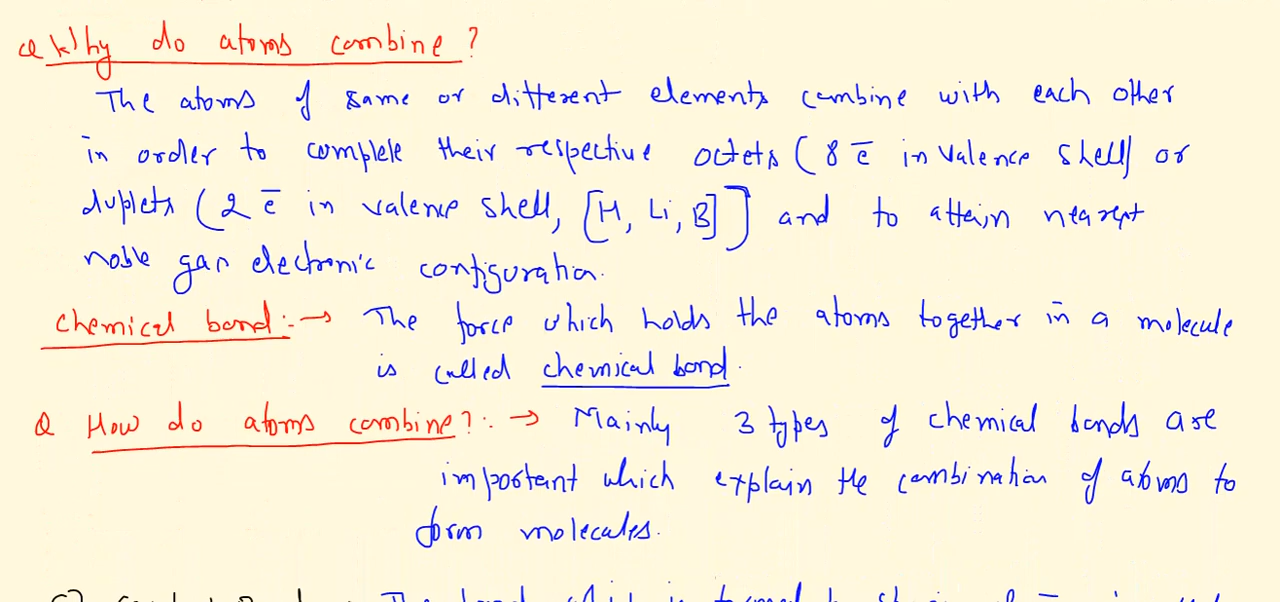 Q Why do atoms combine?
The atoms of same or different elements combine with each other
in order to complete their respective octets (8 ē in valence shell) or
duplets (2 ē in valence shell, [H, Li, B]) and to attain nearest
noble gas electronic configuration.
Chemical bond:-→ The force which holds the atoms together in a molecule
is called chemical bond.
Q How do atoms combine?:-→ Mainly 3 types of chemical bonds are
important which explain the combination of atoms to
form molecules.